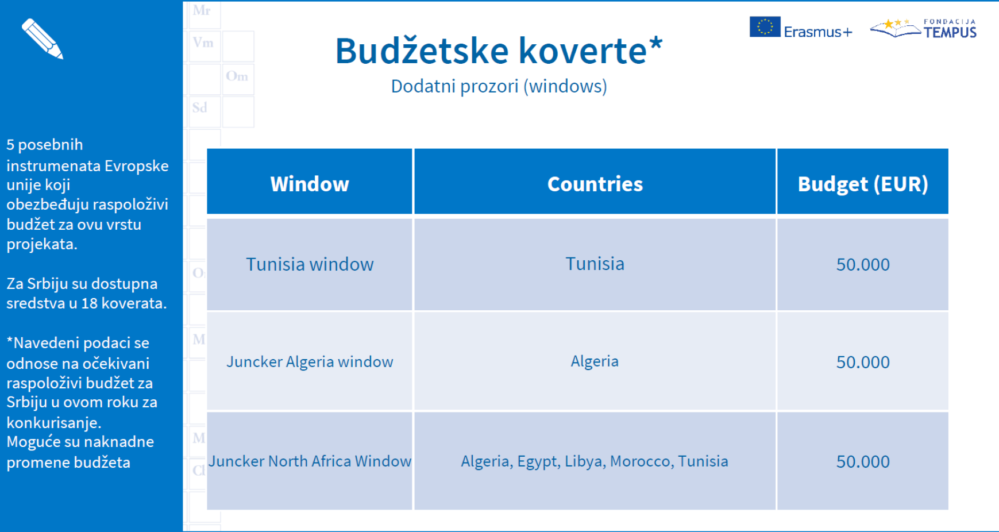 Mr
Vm
Om
Sd
Erasmus+
FONDACIJA
TEMPUS
Budžetske koverte*
Dodatni prozori (windows)
5 posebnih
instrumenata Evropske
unije koji
obezbeđuju raspoloživi
budžet za ovu vrstu
projekata.
Za Srbiju su dostupna
sredstva u 18 koverata.
*Navedeni podaci se
odnose na očekivani
raspoloživi budžet za
Srbiju u ovom roku za
konkurisanje.
Moguće su naknadne
promene budžeta
Window Countries Budget (EUR)
Tunisia window Tunisia 50.000
Juncker Algeria window Algeria 50.000
Juncker North Africa Window Algeria, Egypt, Libya, Morocco, Tunisia 50.000